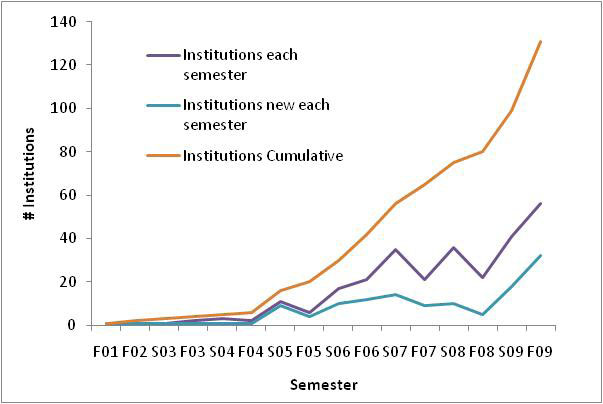 140
120
100
80
60
40
20
0
# Institutions
Institutions each
semester
Institutions new each
semester
Institutions Cumulative
F01 F02 S03 F03 S04 F04 S05 F05 S06 F06 S07 F07 S08 F08 S09 F09
Semester